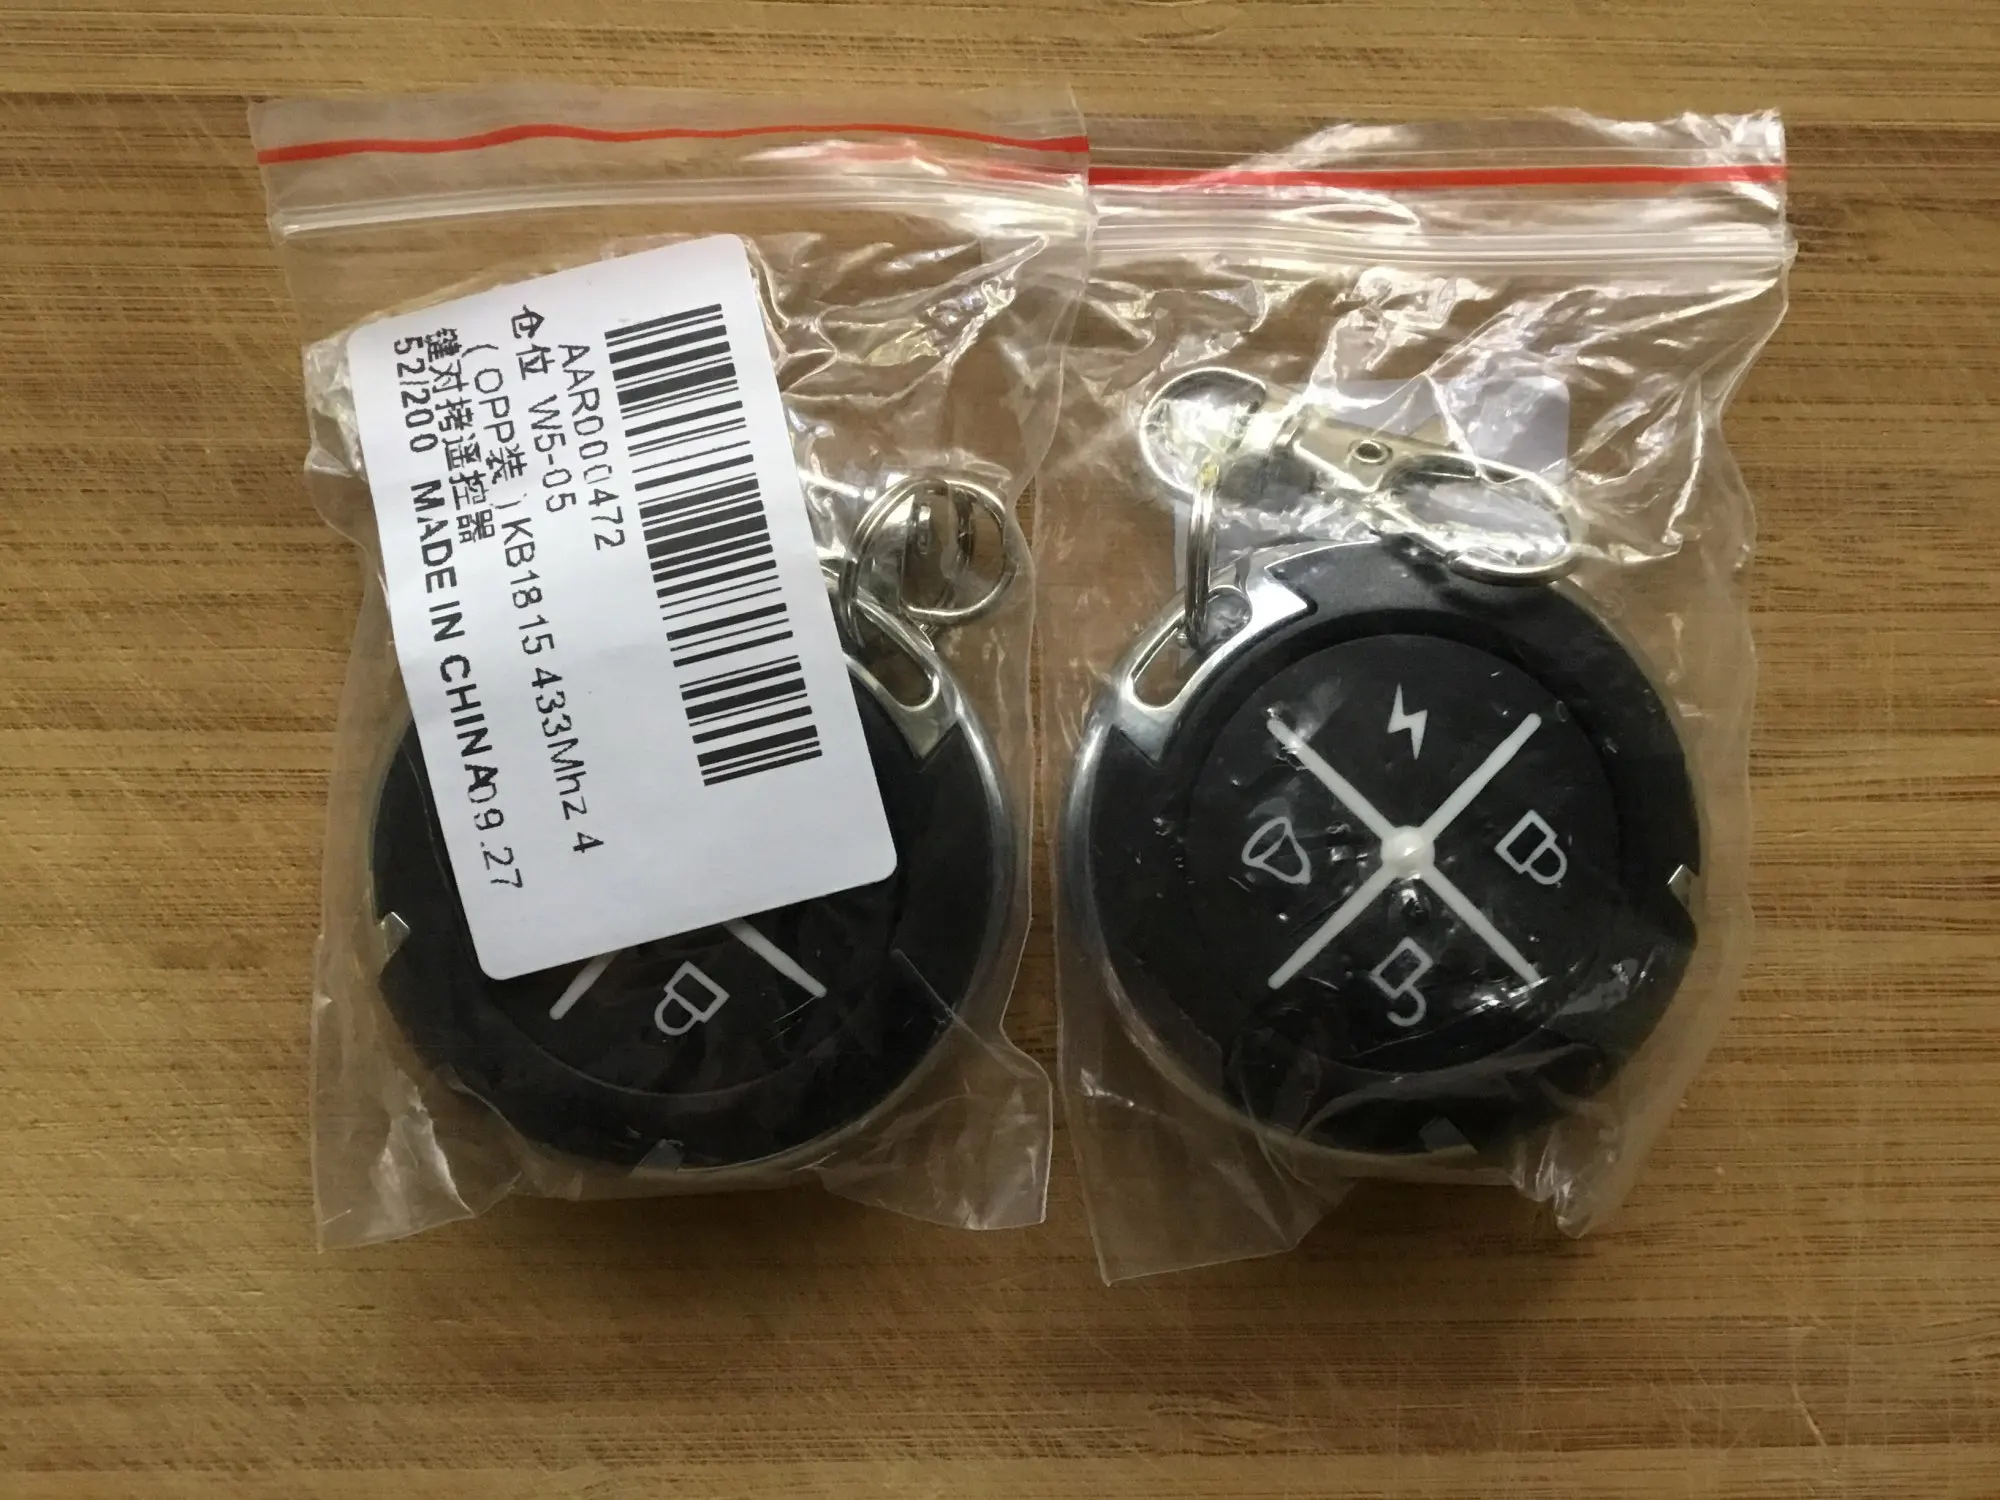 AAR000472
仓位 W5-05
（OPP装）KB1815 433Mhz 4
键对拷遥控器
52/200 MADE IN CHINA09.27